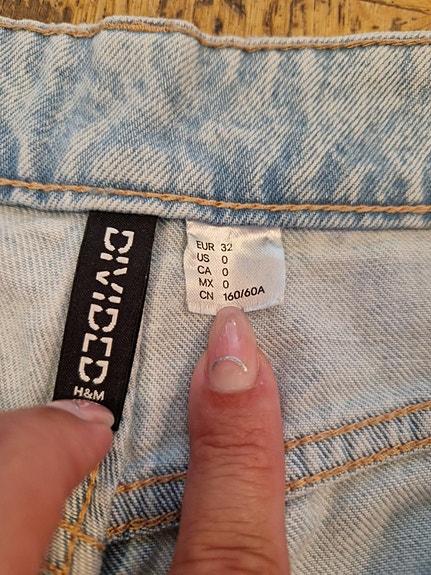 DIVIDED
H&M
EUR 32
US 0
CA 0
MX 0
CN 160/60A